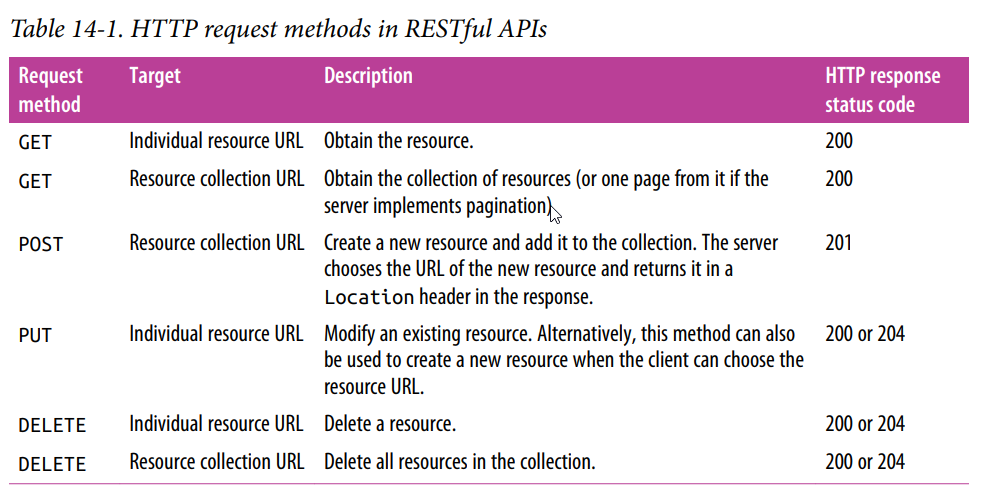 Table 14-1. HTTP request methods in RESTful APIs
Request method Target Description HTTP response status code
GET Individual resource URL Obtain the resource. 200
GET Resource collection URL Obtain the collection of resources (or one page from it if the 200
server implements pagination).
POST Resource collection URL Create a new resource and add it to the collection. The server 201
chooses the URL of the new resource and returns it in a
Location header in the response.
PUT Individual resource URL Modify an existing resource. Alternatively, this method can also 200 or 204
be used to create a new resource when the client can choose the
resource URL.
DELETE Individual resource URL Delete a resource. 200 or 204
DELETE Resource collection URL Delete all resources in the collection. 200 or 204